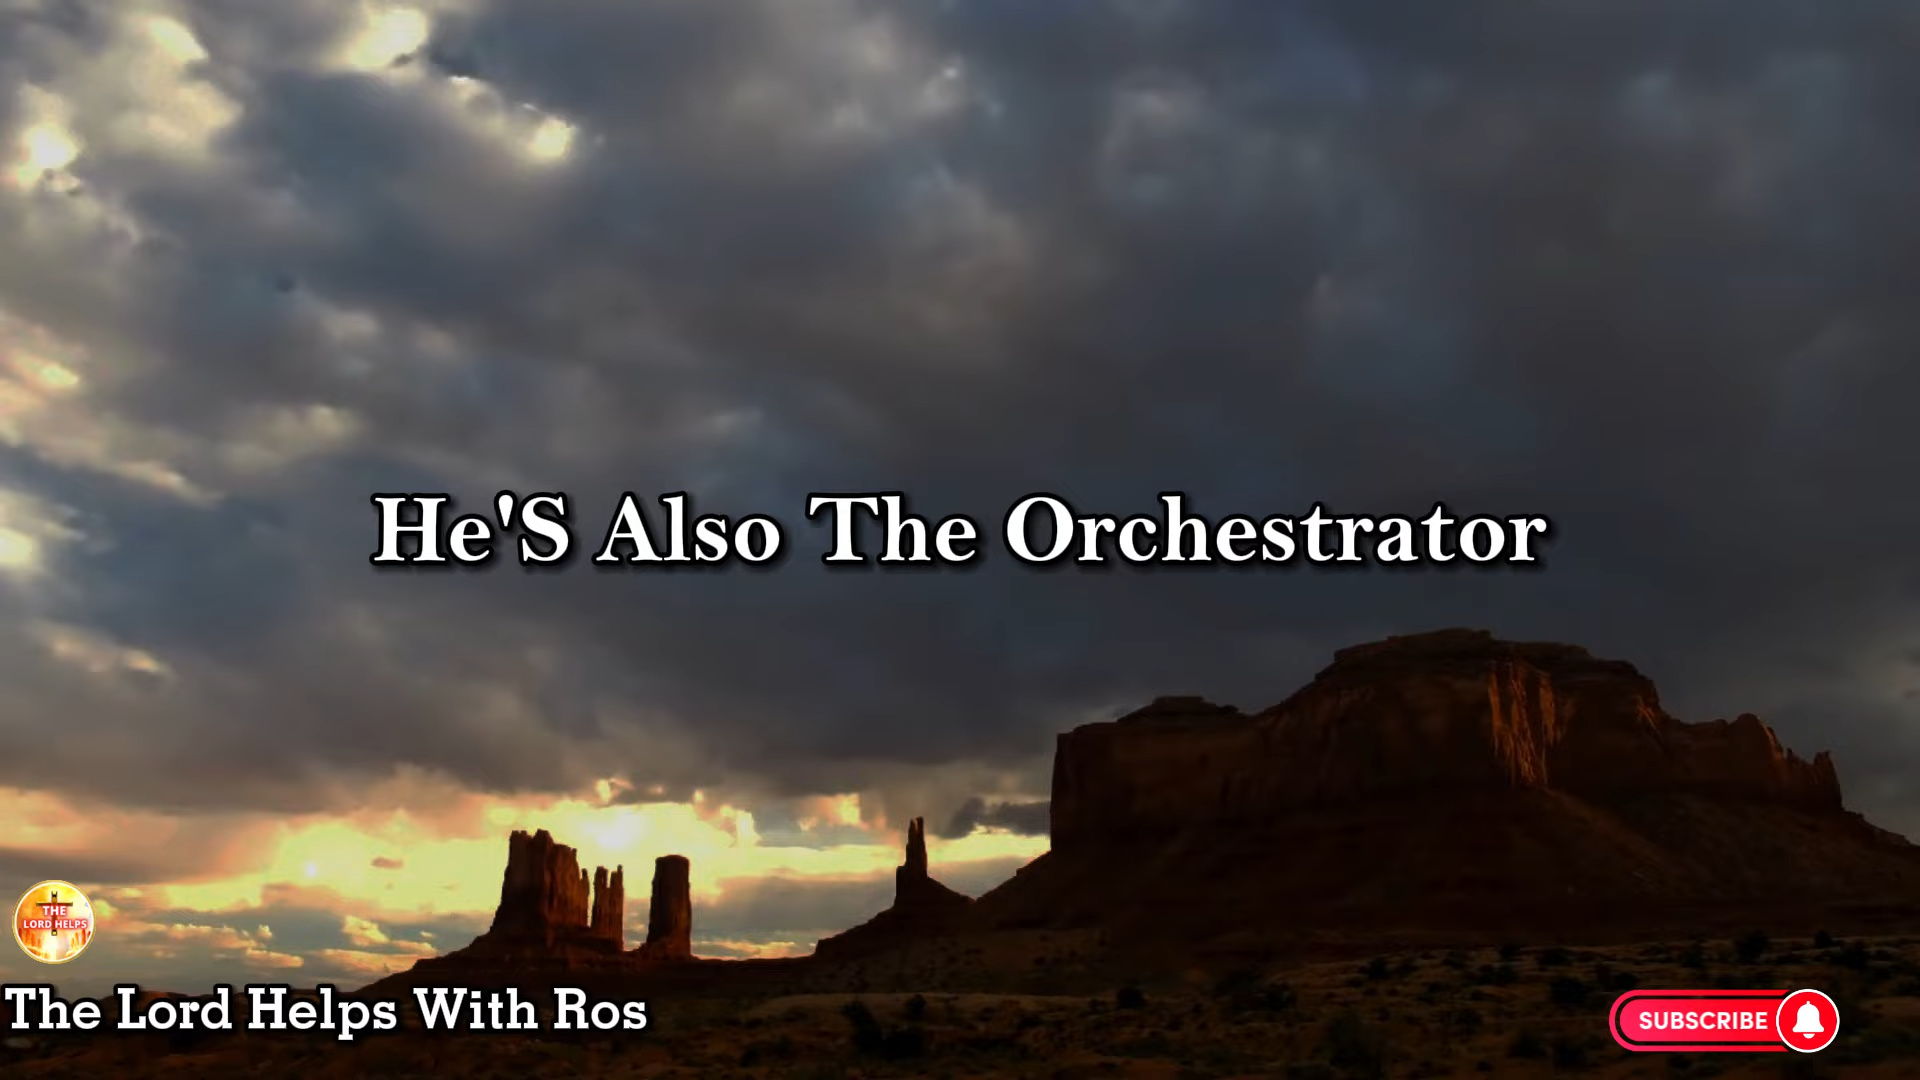 He'S Also The Orchestrator
THE
LORD HELPS
The Lord Helps With Ros
SUBSCRIBE